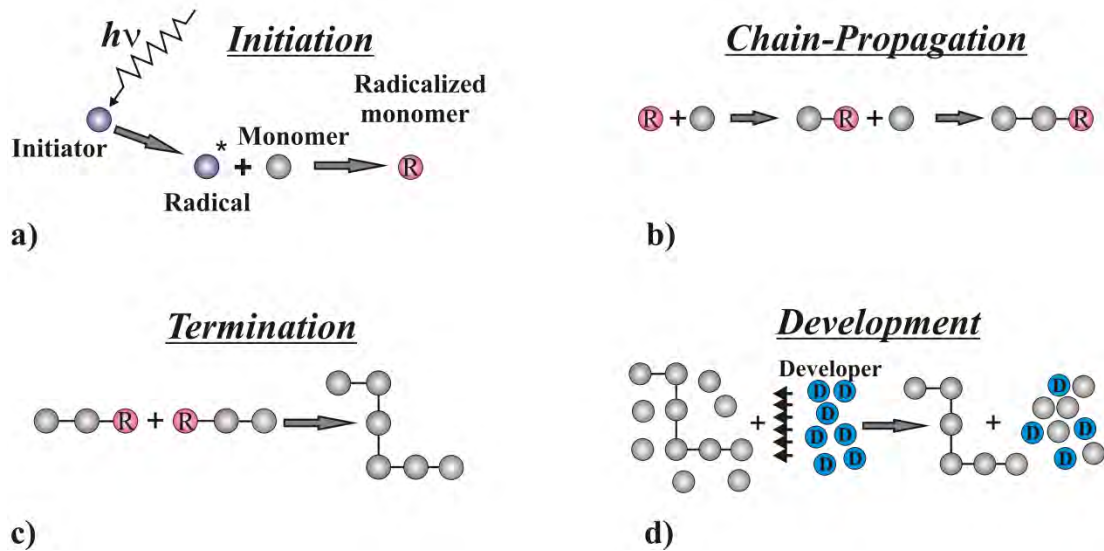 hν
Initiation
Radicalized
monomer
Monomer
Initiator
*
+
R
Radical
a)
Chain-Propagation
R + R + R
b)
Termination
R + R
c)
Development
Developer
D D
D
D D
D D
+
+
D
D D
D
d)